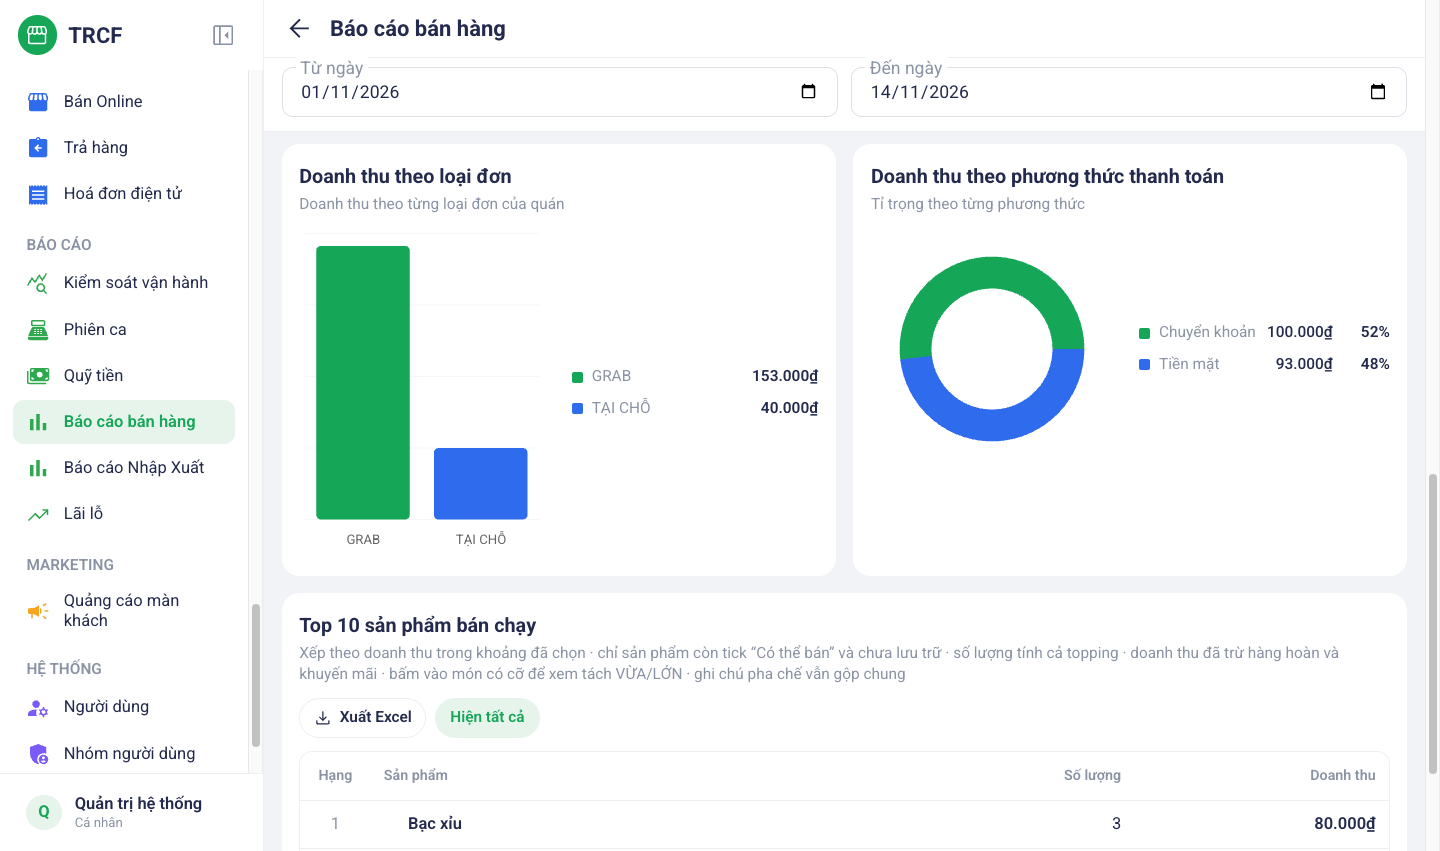 TRCF
Bán Online
Trả hàng
Hoá đơn điện tử
BÁO CÁO
Kiểm soát vận hành
Phiên ca
Quỹ tiền
Báo cáo bán hàng
Báo cáo Nhập Xuất
Lãi lỗ
MARKETING
Quảng cáo màn
khách
HỆ THỐNG
Người dùng
Nhóm người dùng
Q
Quản trị hệ thống
Cá nhân
Báo cáo bán hàng
Từ ngày
01/11/2026
Đến ngày
14/11/2026
Doanh thu theo loại đơn
Doanh thu theo từng loại đơn của quán
GRAB
TẠI CHỖ
GRAB 153.000₫
TẠI CHỖ 40.000₫
Doanh thu theo phương thức thanh toán
Tỉ trọng theo từng phương thức
Chuyển khoản 100.000₫ 52%
Tiền mặt 93.000₫ 48%
Top 10 sản phẩm bán chạy
Xếp theo doanh thu trong khoảng đã chọn · chỉ sản phẩm còn tick “Có thể bán” và chưa lưu trữ · số lượng tính cả topping · doanh thu đã trừ hàng hoàn và
khuyến mãi · bấm vào món có cỡ để xem tách VỪA/LỚN · ghi chú pha chế vẫn gộp chung
Xuất Excel
Hiện tất cả
Hạng Sản phẩm Số lượng Doanh thu
1 Bạc xỉu 3 80.000₫